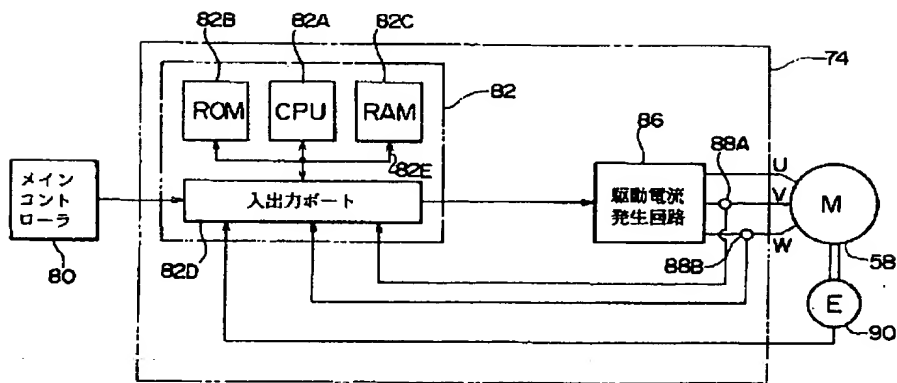 82B
82A
82C
74
ROM
CPU
RAM
82
82E
86
88A
U
メイン
コント
ローラ
入出力ポート
駆動電流
発生回路
V
M
W
80
82D
88B
58
E
90